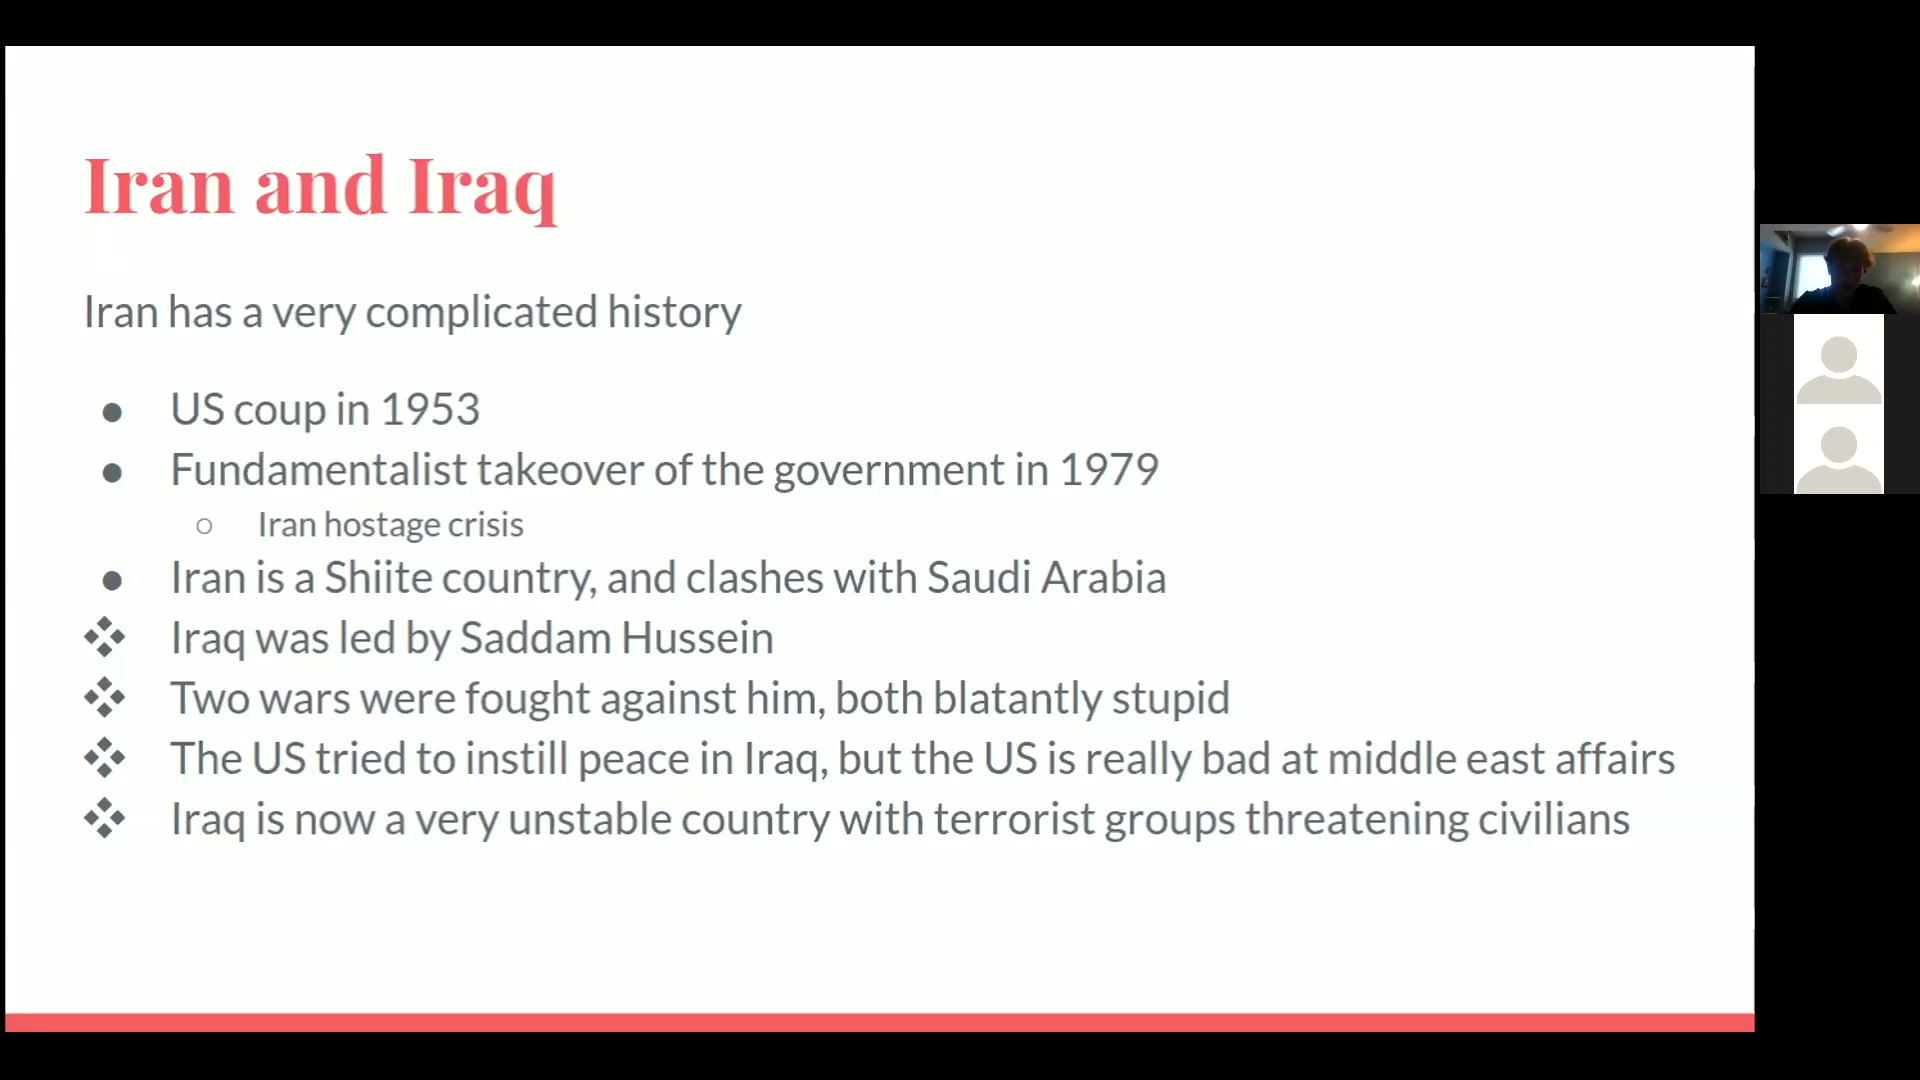 Iran and Iraq
Iran has a very complicated history
● US coup in 1953
● Fundamentalist takeover of the government in 1979
○ Iran hostage crisis
● Iran is a Shiite country, and clashes with Saudi Arabia
❖ Iraq was led by Saddam Hussein
❖ Two wars were fought against him, both blatantly stupid
❖ The US tried to instill peace in Iraq, but the US is really bad at middle east affairs
❖ Iraq is now a very unstable country with terrorist groups threatening civilians